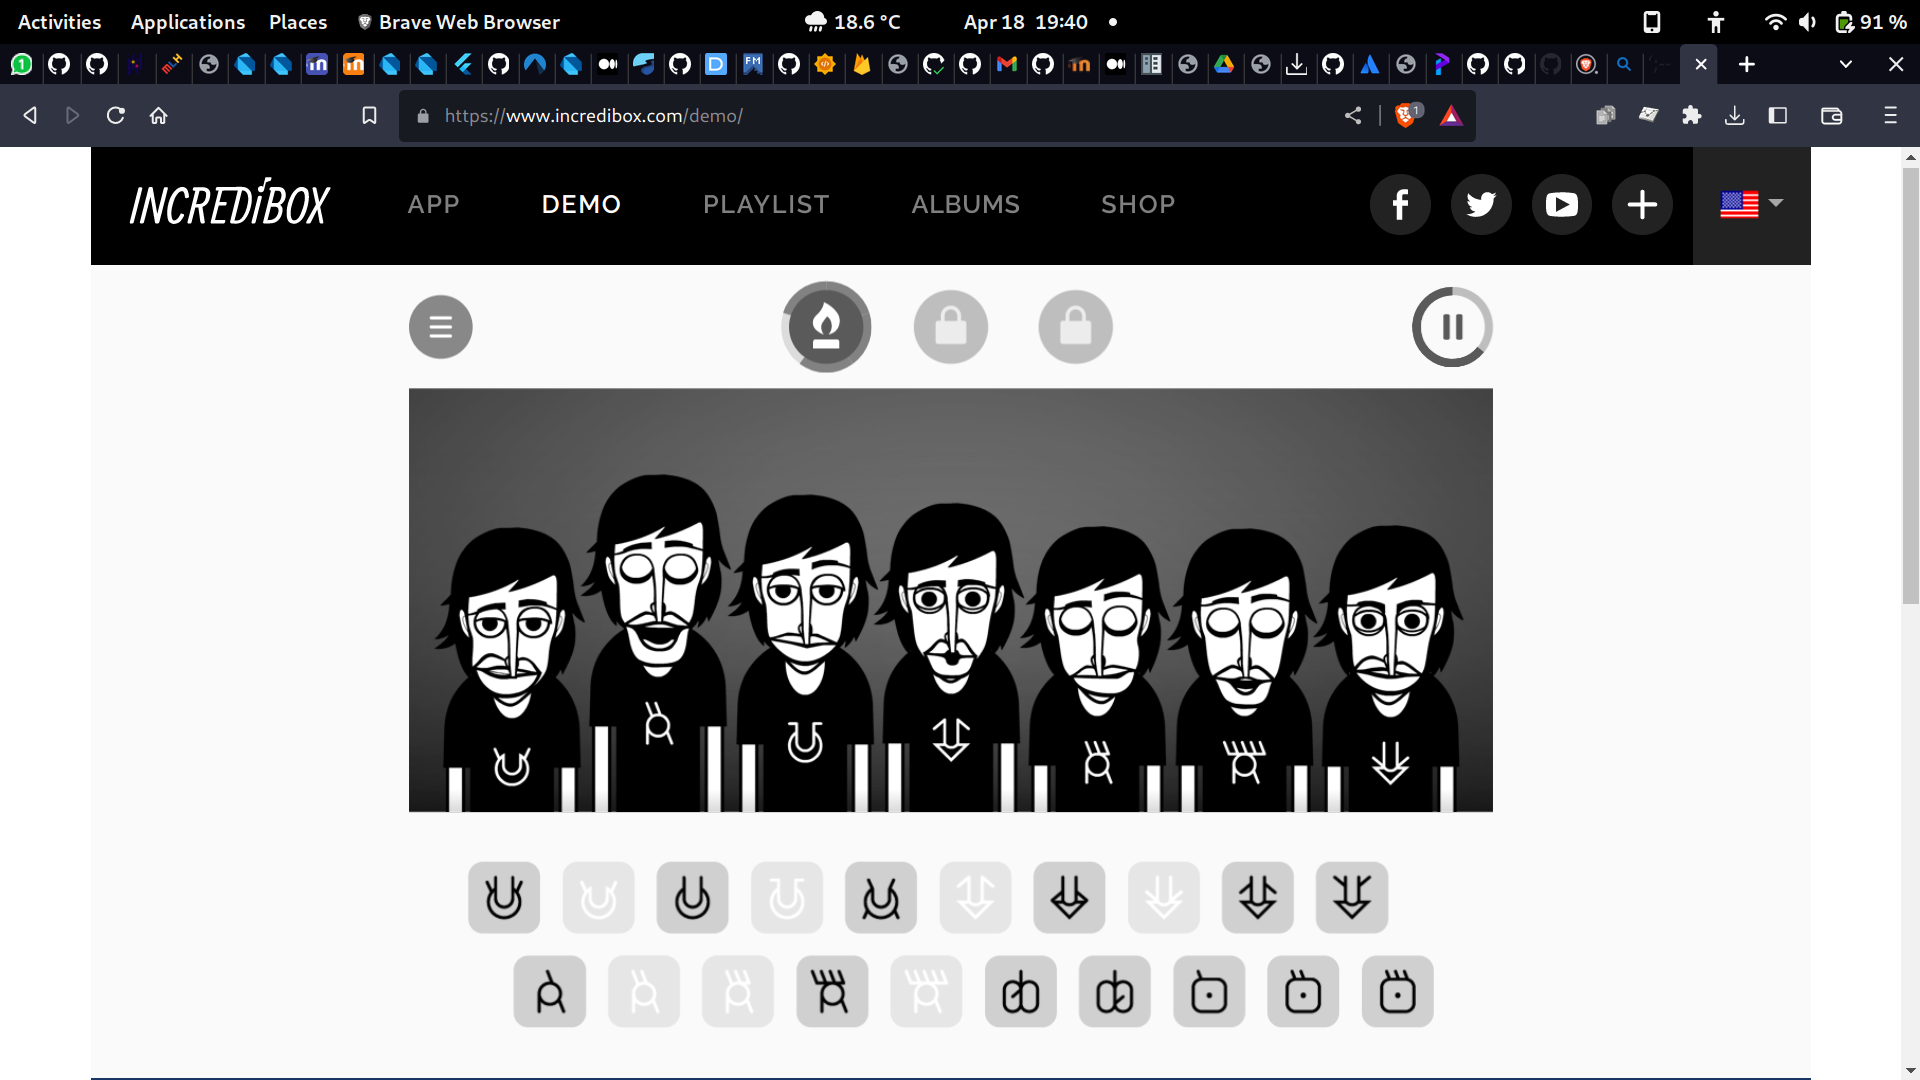 Activities Applications Places Brave Web Browser 18.6 °C Apr 18 19:40 91 %
https://www.incredibox.com/demo/ 1
INCREDiBOX APP DEMO PLAYLIST ALBUMS SHOP